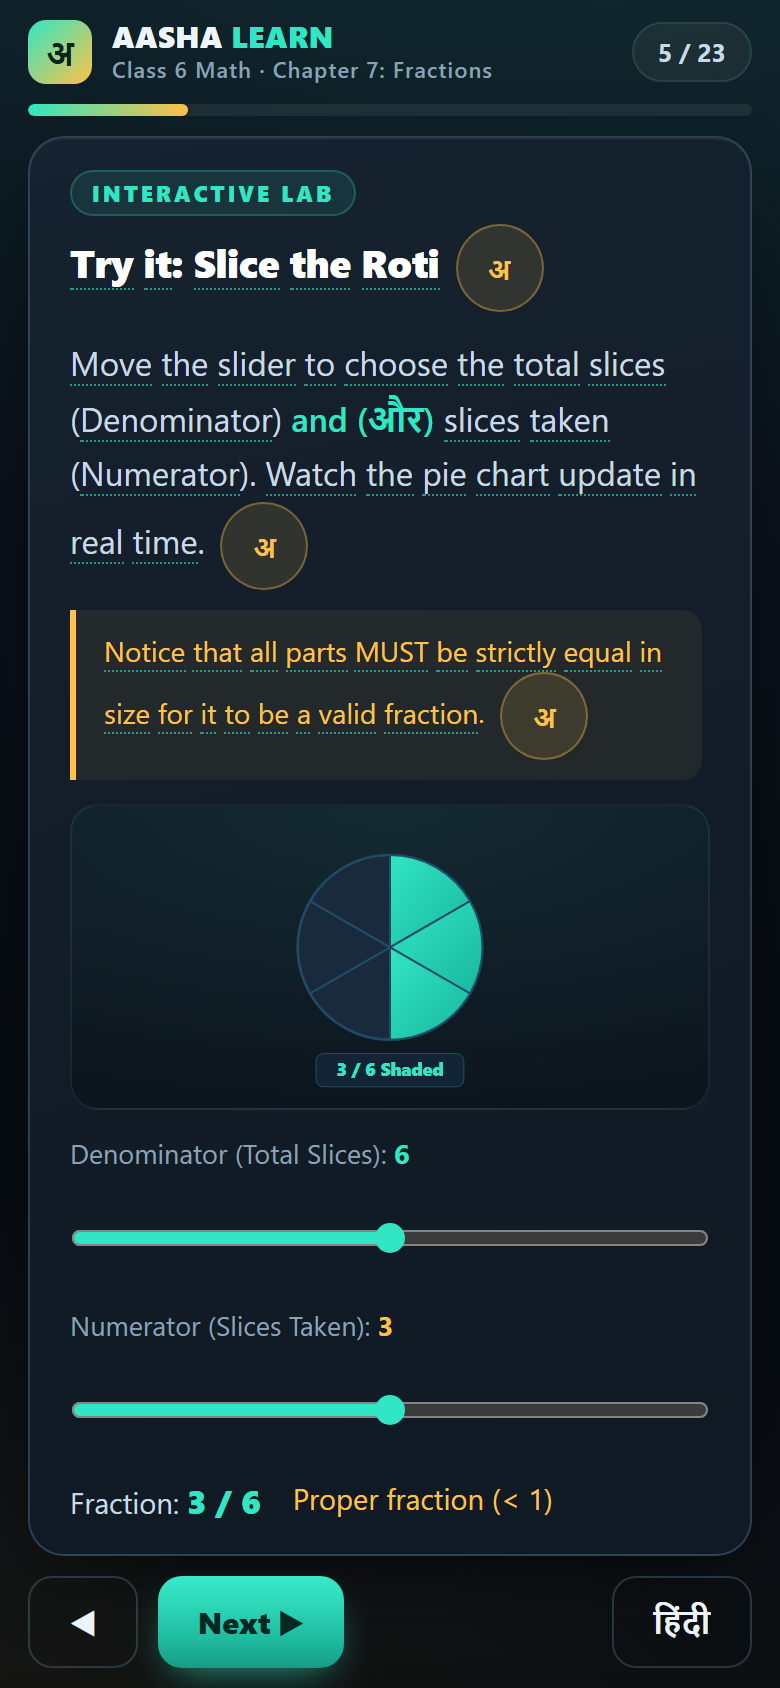 अ
AASHA LEARN
Class 6 Math · Chapter 7: Fractions
5 / 23
INTERACTIVE LAB
Try it: Slice the Roti अ
Move the slider to choose the total slices
(Denominator) and (और) slices taken
(Numerator). Watch the pie chart update in
real time. अ
Notice that all parts MUST be strictly equal in
size for it to be a valid fraction. अ
3 / 6 Shaded
Denominator (Total Slices): 6
Numerator (Slices Taken): 3
Fraction: 3 / 6 Proper fraction (< 1)
◀ Next ▶ हिंदी